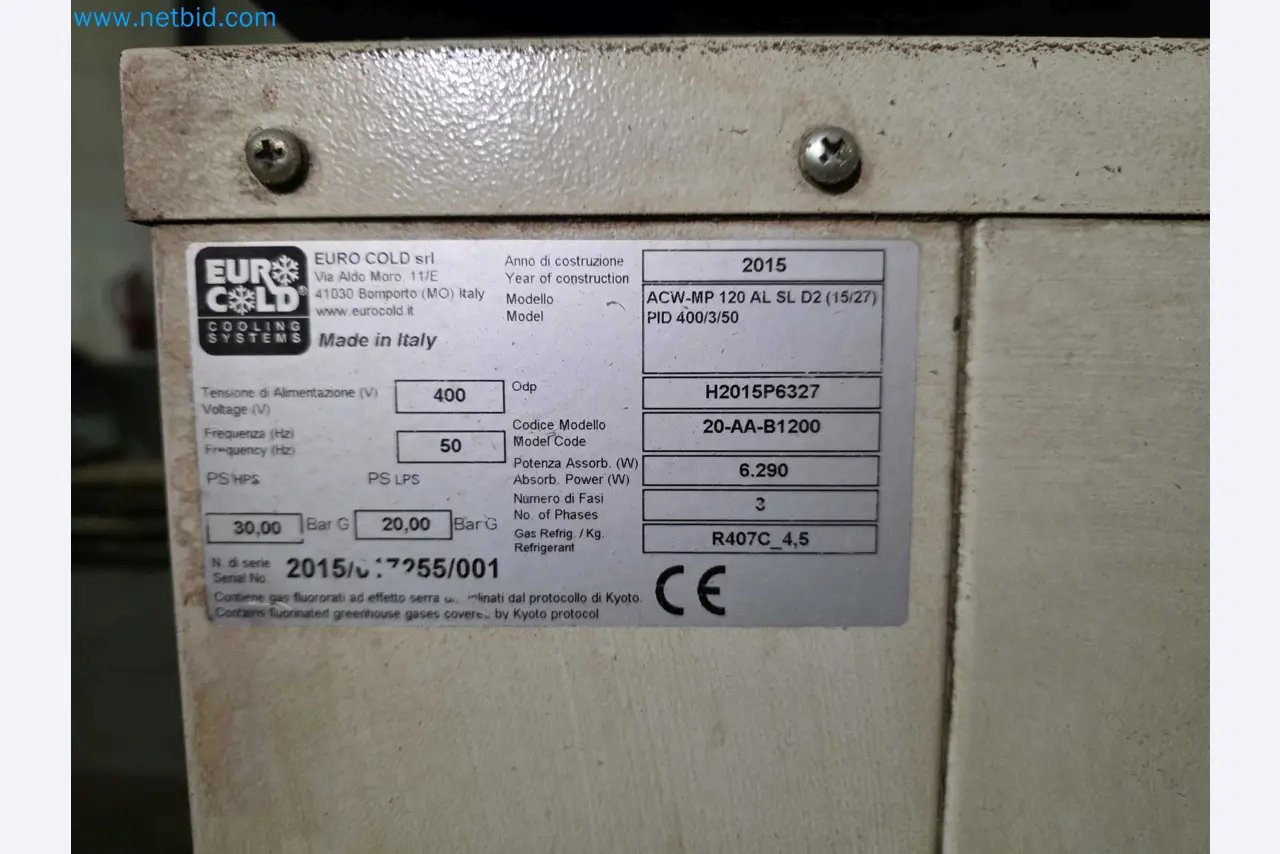 www.netbid.com
EURO COLD®
COOLING SYSTEMS
EURO COLD srl
Via Aldo Moro, 11/E
41030 Bomporto (MO) Italy
www.eurocold.it
Made in Italy
Anno di costruzione
Year of construction
2015
Modello
Model
ACW-MP 120 AL SL D2 (15/27)
PID 400/3/50
Tensione di Alimentazione (V)
Voltage (V)
400
Odp
H2015P6327
Frequenza (Hz)
Frequency (Hz)
50
Codice Modello
Model Code
20-AA-B1200
PS HPS
PS LPS
Potenza Assorb. (W)
Absorb. Power (W)
6.290
Numero di Fasi
No. of Phases
3
30,00 Bar G 20,00 Bar G
Gas Refrig. / Kg.
Refrigerant
R407C_4,5
N. di serie
Serial No.
Contiene gas fluororati ad effetto serra dal protocollo di Kyoto.
Contains fluorinated greenhouse gases by Kyoto protocol
CE